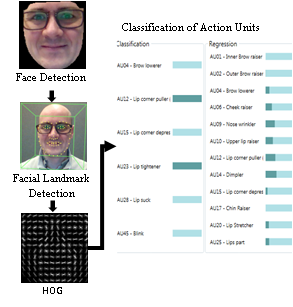 Classification of Action Units
Face Detection
Facial Landmark
Detection
HOG
Classification
AU04 - Brow lowerer
AU12 - Lip corner puller (
AU15 - Lip corner depres
AU23 - Lip tightener
AU28 - Lip suck
AU45 - Blink
Regression
AU01 - Inner Brow raiser
AU02 - Outer Brow raiser
AU04 - Brow lowerer
AU06 - Cheek raiser
AU09 - Nose wrinkler
AU10 - Upper lip raiser
AU12 - Lip corner puller (
AU14 - Dimpler
AU15 - Lip corner depres
AU17 - Chin Raiser
AU20 - Lip Stretcher
AU25 - Lips part